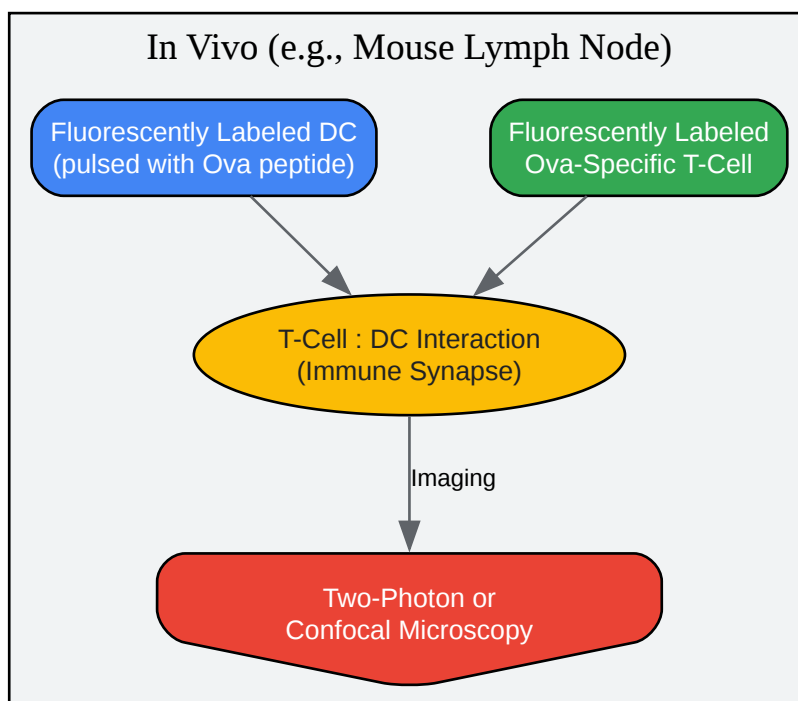 In Vivo (e.g., Mouse Lymph Node)
Fluorescently Labeled DC
(pulsed with Ova peptide)
Fluorescently Labeled
Ova-Specific T-Cell
T-Cell : DC Interaction
(Immune Synapse)
Imaging
Two-Photon or
Confocal Microscopy